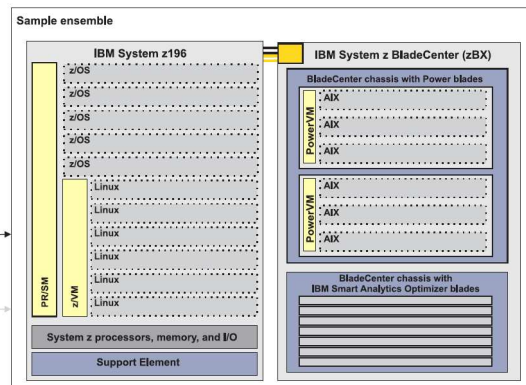 Sample ensemble
IBM System z196
z/OS
z/OS
z/OS
z/OS
z/OS
Linux
Linux
Linux
Linux
Linux
Linux
PR/SM
z/VM
System z processors, memory, and I/O
Support Element
IBM System z BladeCenter (zBX)
BladeCenter chassis with Power blades
PowerVM
AIX
AIX
AIX
PowerVM
AIX
AIX
AIX
BladeCenter chassis with
IBM Smart Analytics Optimizer blades